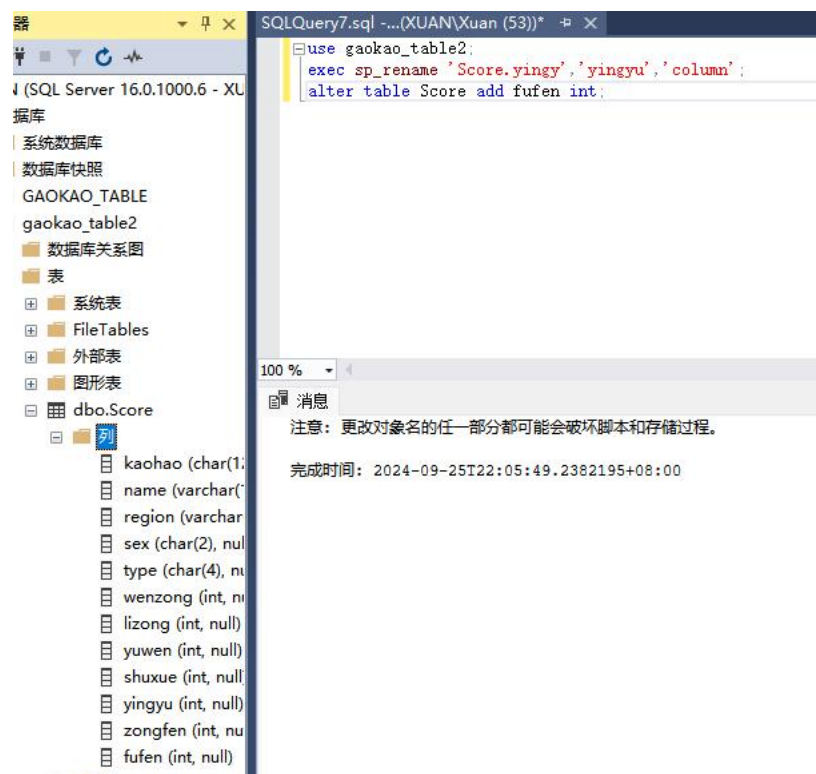 器
SQLQuery7.sql -...(XUAN\Xuan (53))*
use gaokao_table2;
exec sp_rename 'Score.yingy','yingyu','column';
alter table Score add fufen int;
(SQL Server 16.0.1000.6 - XU
据库
系统数据库
数据库快照
GAOKAO_TABLE
gaokao_table2
数据库关系图
表
系统表
FileTables
外部表
图形表
dbo.Score
列
kaohao (char(1
name (varchar(
region (varchar
sex (char(2), nul
type (char(4), nu
wenzong (int, n
lizong (int, null)
yuwen (int, null)
shuxue (int, null
yingyu (int, null)
zongfen (int, nu
fufen (int, null)
100 %
消息
注意: 更改对象名的任一部分都可能会破坏脚本和存储过程。
完成时间: 2024-09-25T22:05:49.2382195+08:00